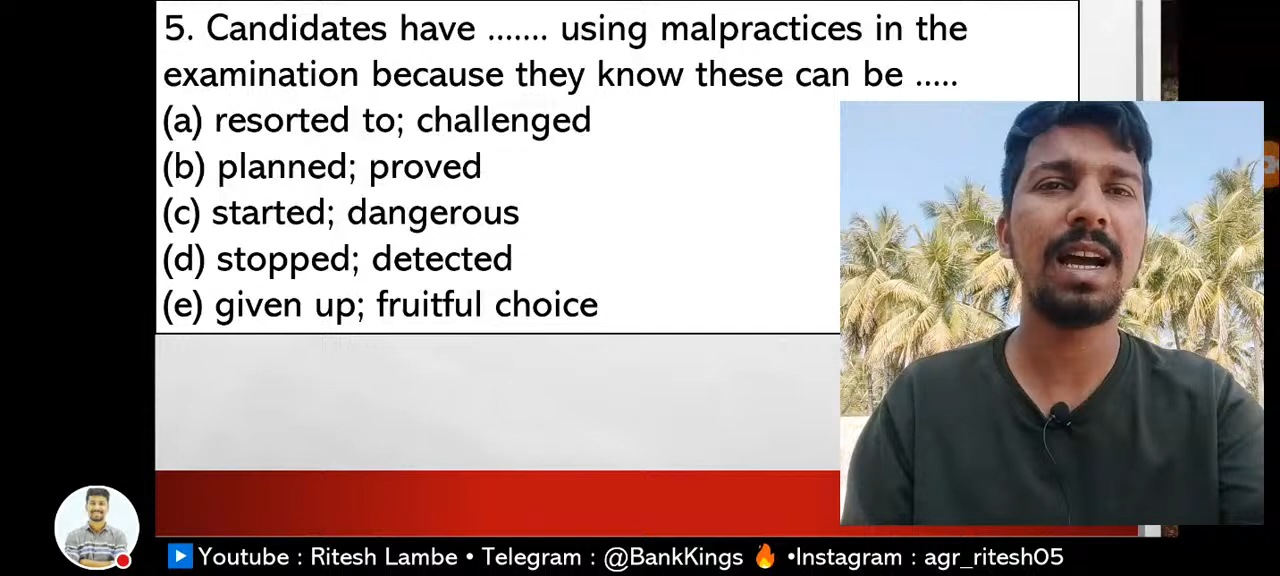 5. Candidates have ....... using malpractices in the
examination because they know these can be .....
(a) resorted to; challenged
(b) planned; proved
(c) started; dangerous
(d) stopped; detected
(e) given up; fruitful choice
▶ Youtube : Ritesh Lambe • Telegram : @BankKings 🔥 •Instagram : agr_ritesh05